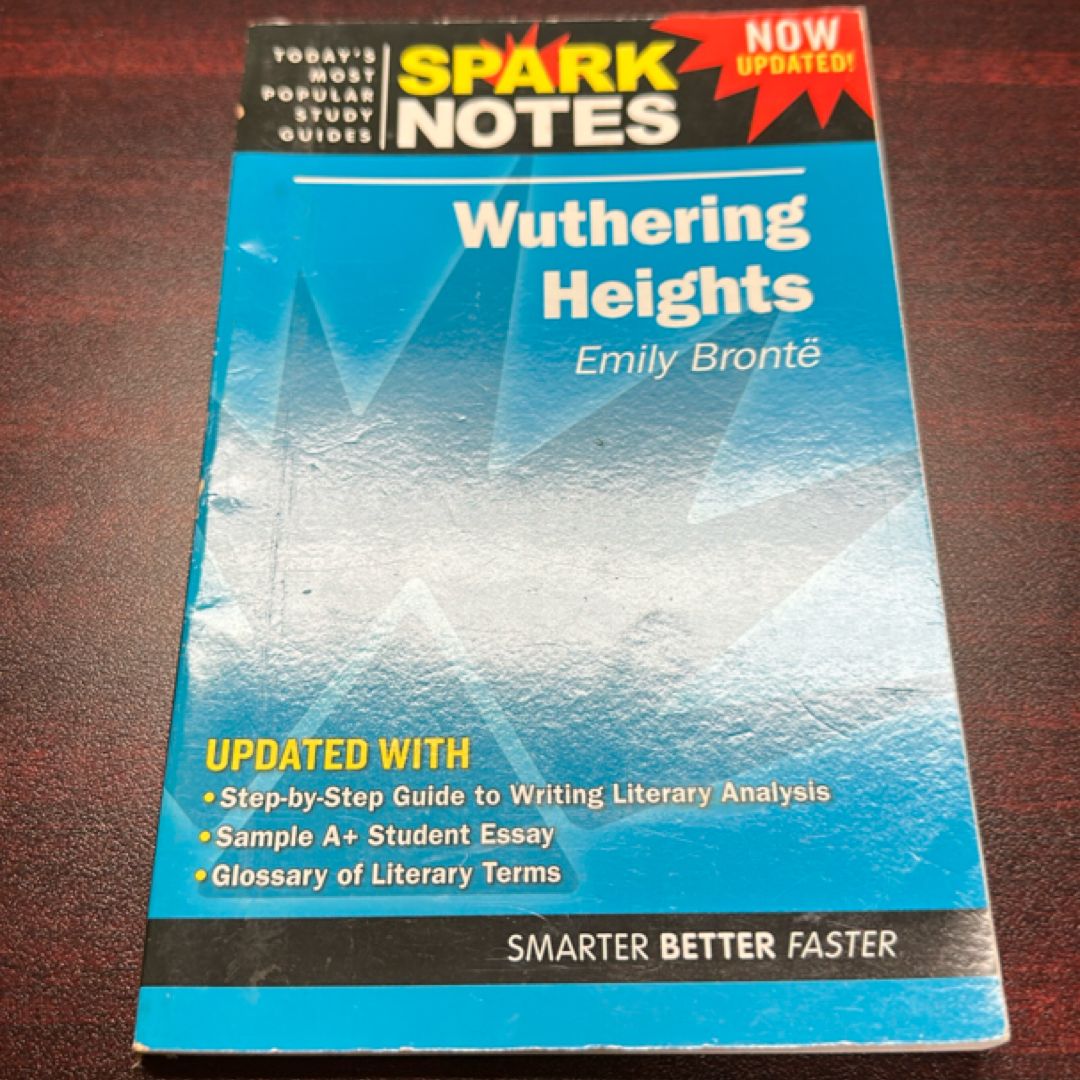 TODAY'S
MOST
POPULAR
STUDY
GUIDES
SPARK
NOTES
NOW
UPDATED!
Wuthering
Heights
Emily Brontë
UPDATED WITH
• Step-by-Step Guide to Writing Literary Analysis
• Sample A+ Student Essay
• Glossary of Literary Terms
SMARTER BETTER FASTER